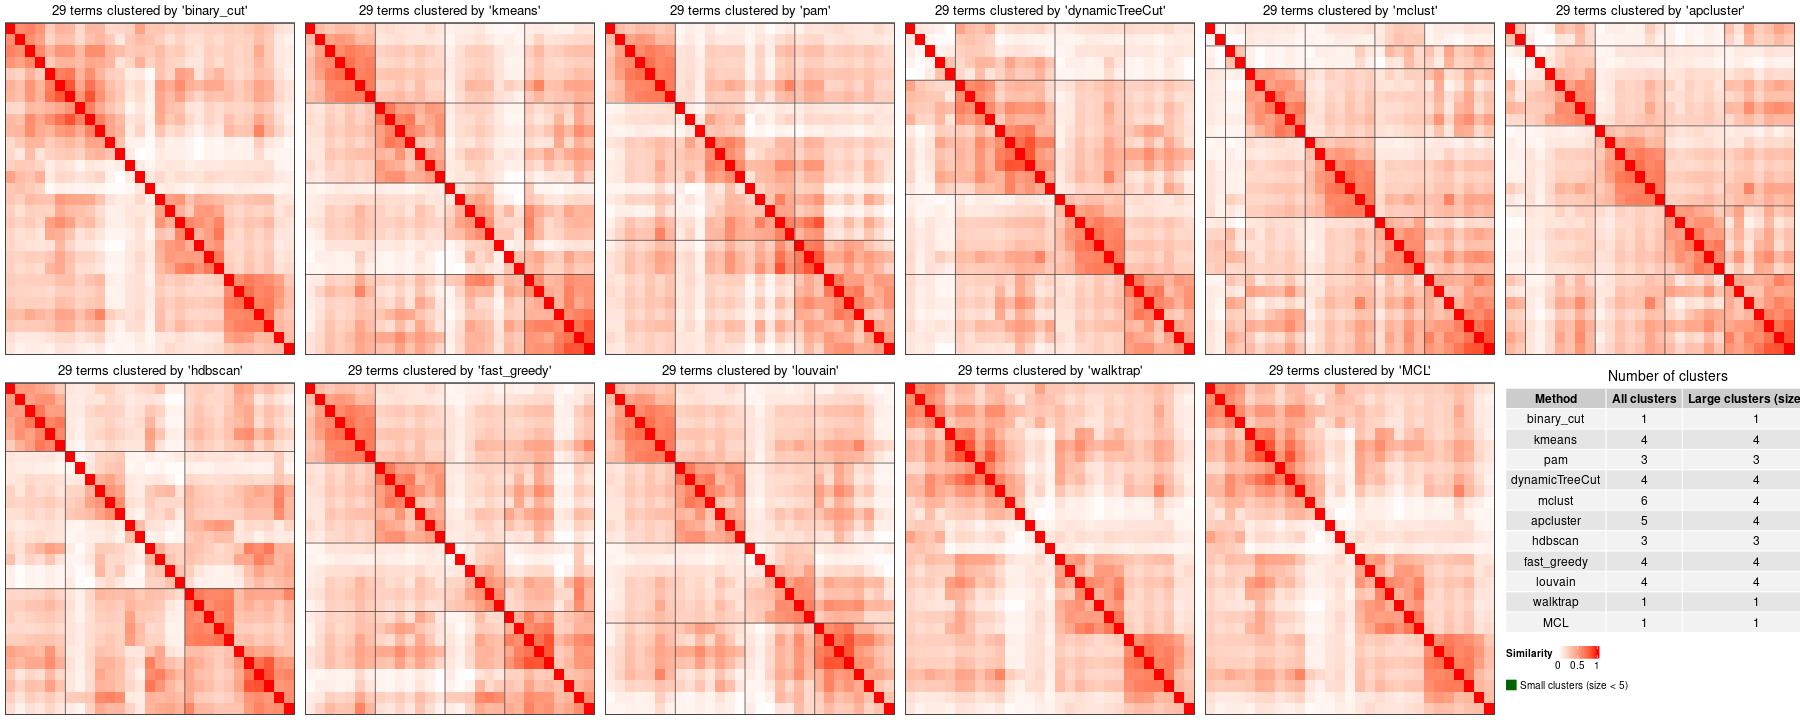 29 terms clustered by 'binary_cut'
29 terms clustered by 'kmeans'
29 terms clustered by 'pam'
29 terms clustered by 'dynamicTreeCut'
29 terms clustered by 'mclust'
29 terms clustered by 'apcluster'
29 terms clustered by 'hdbscan'
29 terms clustered by 'fast_greedy'
29 terms clustered by 'louvain'
29 terms clustered by 'walktrap'
29 terms clustered by 'MCL'
Number of clusters
Method All clusters Large clusters (size
binary_cut 1 1
kmeans 4 4
pam 3 3
dynamicTreeCut 4 4
mclust 6 4
apcluster 5 4
hdbscan 3 3
fast_greedy 4 4
louvain 4 4
walktrap 1 1
MCL 1 1
Similarity
0 0.5 1
Small clusters (size < 5)